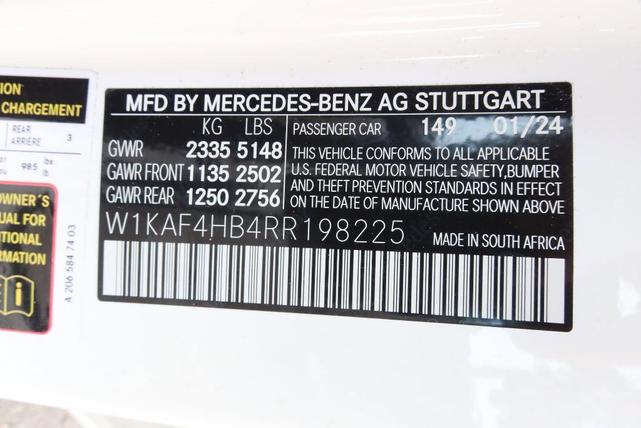 ION
CHARGEMENT
REAR
ARRIÈRE
3
985
lbs
lb
OWNER´S
UAL FOR
ITIONAL
MATION
A 206 584 74 03
MFD BY MERCEDES-BENZ AG STUTTGART
KG LBS
GVWR 2335 5148
GAWR FRONT 1135 2502
GAWR REAR 1250 2756
PASSENGER CAR 149 01/24
THIS VEHICLE CONFORMS TO ALL APPLICABLE
U.S. FEDERAL MOTOR VEHICLE SAFETY,BUMPER
AND THEFT PREVENTION STANDARDS IN EFFECT
ON THE DATE OF MANUFACTURE SHOWN ABOVE
W1KAF4HB4RR198225 MADE IN SOUTH AFRICA